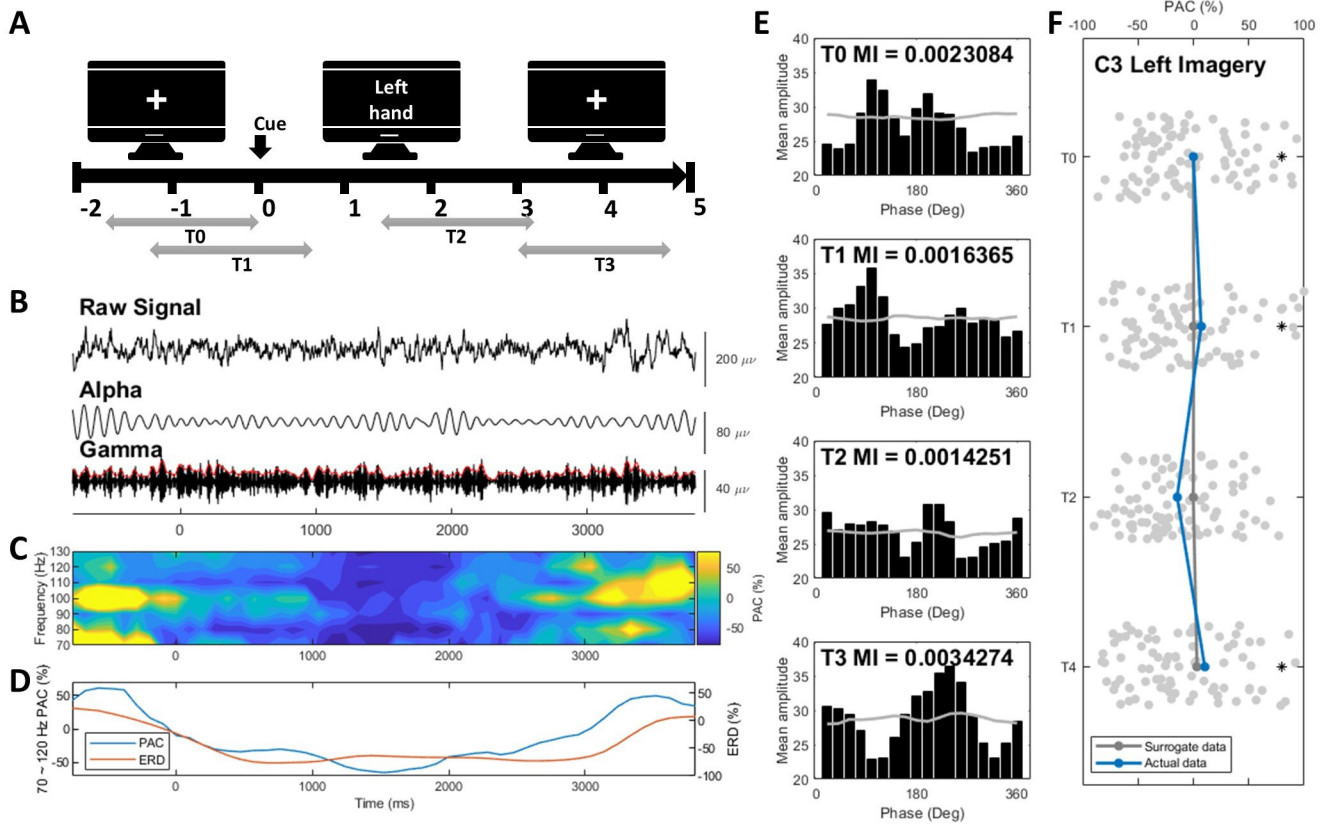 A
+
Left
hand
+
Cue
-2 -1 0 1 2 3 4 5
T0 T2
T1 T3
B
Raw Signal
200 μν
Alpha
80 μν
Gamma
40 μν
0 1000 2000 3000
C
Frequency (Hz)
130
110
100
90
80
70
0 1000 2000 3000
50
0
-50
PAC (%)
D
70 ~ 120 Hz PAC (%)
50
0
-50
PAC
ERD
0 1000 2000 3000
Time (ms)
50
0
-50
-100
ERD (%)
E
T0 MI = 0.0023084
Mean amplitude
40
35
30
25
20
0 180 360
Phase (Deg)
T1 MI = 0.0016365
Mean amplitude
40
35
30
25
20
0 180 360
Phase (Deg)
T2 MI = 0.0014251
Mean amplitude
40
35
30
25
20
0 180 360
Phase (Deg)
T3 MI = 0.0034274
Mean amplitude
40
35
30
25
20
0 180 360
Phase (Deg)
F
PAC (%)
-100 -50 0 50 100
C3 Left Imagery
T0
*
T1
*
T2
T4
*
Surrogate data
Actual data